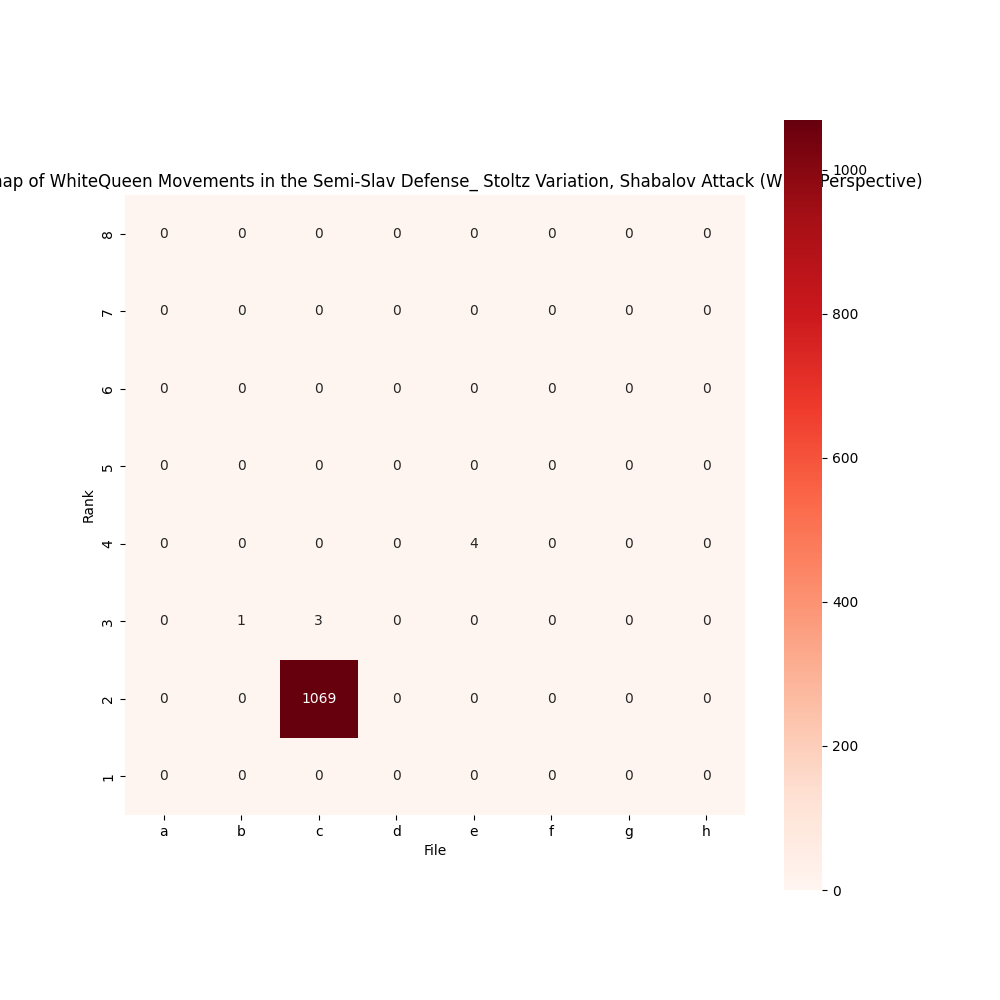 ap of WhiteQueen Movements in the Semi-Slav Defense_ Stoltz Variation, Shabalov Attack (W Perspective)
8 0 0 0 0 0 0 0 0
7 0 0 0 0 0 0 0 0
6 0 0 0 0 0 0 0 0
5 0 0 0 0 0 0 0 0
4 0 0 0 0 4 0 0 0
3 0 1 3 0 0 0 0 0
2 0 0 1069 0 0 0 0 0
1 0 0 0 0 0 0 0 0
a b c d e f g h
File
Rank
1000
800
600
400
200
0